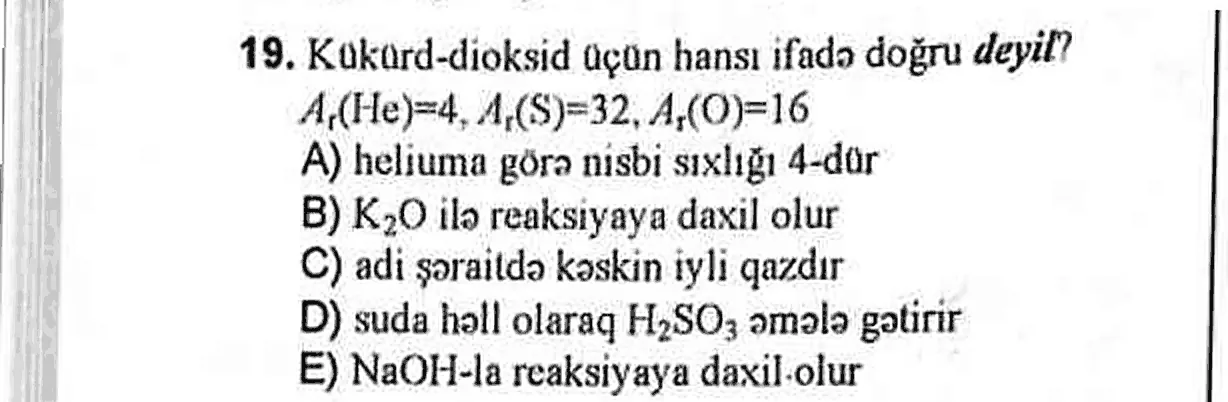 19. Kükürd-dioksid üçün hansı ifadə doğru deyil?
Aᵣ(He)=4, Aᵣ(S)=32, Aᵣ(O)=16
A) heliuma görə nisbi sıxlığı 4-dür
B) K₂O ilə reaksiyaya daxil olur
C) adi şəraitdə kəskin iyli qazdır
D) suda həll olaraq H₂SO₃ əmələ gətirir
E) NaOH-la reaksiyaya daxil olur